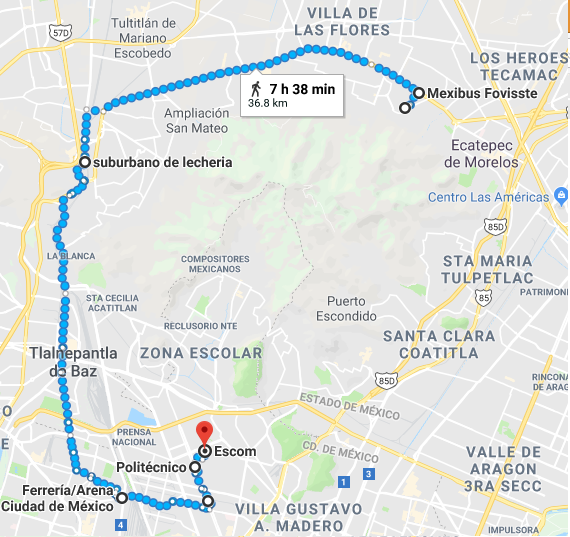 VILLA DE
LAS FLORES
Tultitlán de
Mariano
Escobedo
57D
LOS HEROES
TECAMAC
7 h 38 min
36.8 km
Mexibus Fovissste
Ampliación
San Mateo
Ecatepec
de Morelos
suburbano de lecheria
Centro Las Américas
85D
LA BLANCA
COMPOSITORES
MEXICANOS
STA MARIA
TULPETLAC
STA CECILIA
ACATITLAN
85
PATRIMON
Puerto
Escondido
RECLUSORIO NTE
SANTA CLARA
COATITLA
Tlalnepantla
de Baz
ZONA ESCOLAR
85D
RINCONA
DE ARAG
ESTADO DE MÉXICO
CD. DE MÉXICO
PRENSA
NACIONAL
Escom
Politécnico
VALLE DE
ARAGON
3RA SECC
1
3
Ferrería/Arena
Ciudad de México
4
VILLA GUSTAVO
A. MADERO
IMPULSORA